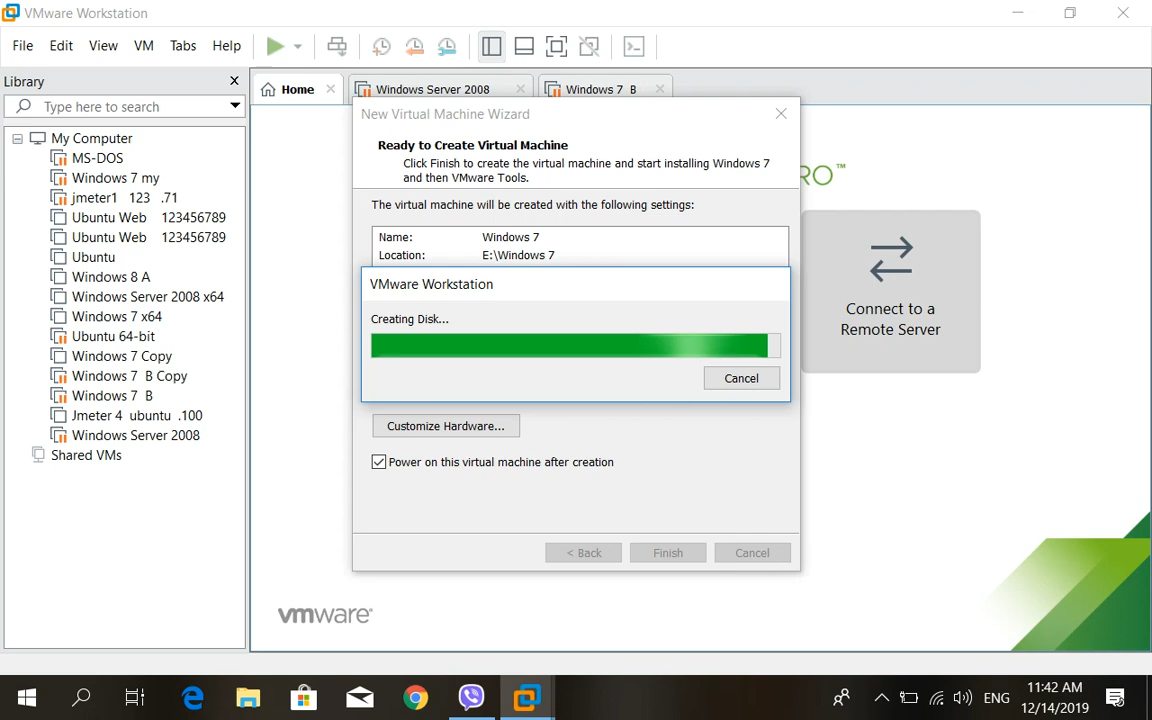 VMware Workstation
File Edit View VM Tabs Help
Library
Type here to search
My Computer
MS-DOS
Windows 7 my
jmeter1 123 .71
Ubuntu Web 123456789
Ubuntu Web 123456789
Ubuntu
Windows 8 A
Windows Server 2008 x64
Windows 7 x64
Ubuntu 64-bit
Windows 7 Copy
Windows 7 B Copy
Windows 7 B
Jmeter 4 ubuntu .100
Windows Server 2008
Shared VMs
Home Windows Server 2008 Windows 7 B
RO™
New Virtual Machine Wizard
Ready to Create Virtual Machine
Click Finish to create the virtual machine and start installing Windows 7
and then VMware Tools.
The virtual machine will be created with the following settings:
Name: Windows 7
Location: E:\Windows 7
VMware Workstation
Creating Disk...
Cancel
Customize Hardware...
Power on this virtual machine after creation
< Back Finish Cancel
Connect to a
Remote Server
vmware®
ENG
11:42 AM
12/14/2019